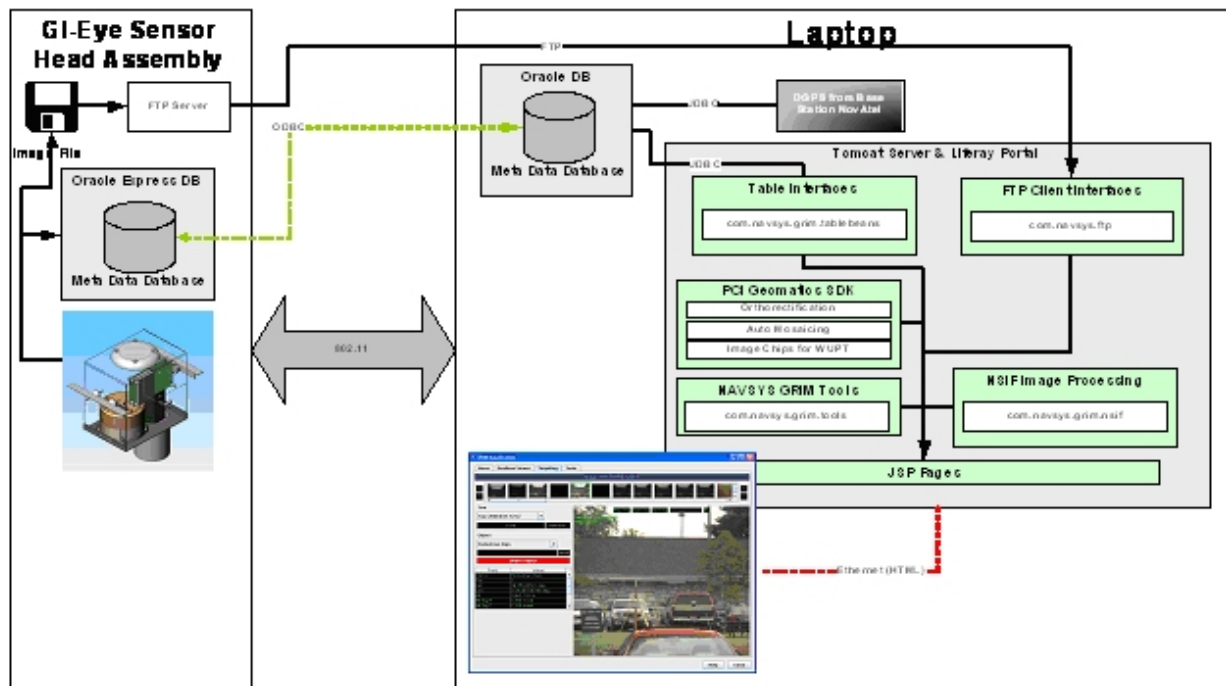 GI-Eye Sensor
Head Assembly
Laptop
FTP
FTP Server
Image File
ODBC
Oracle DB
Meta Data Database
JDBC
DGPS from Base
Station NovAtel
JDBC
Oracle Express DB
Meta Data Database
Tomcat Server & Liferay Portal
Table Interfaces
com.navsys.grim.tablebeans
FTP Client Interfaces
com.navsys.ftp
PCI Geomatics SDK
Orthorectification
Auto Mosaicing
Image Chips for WUPT
802.11
NAVSYS GRIM Tools
com.navsys.grim.tools
NSIF Image Processing
com.navsys.grim.nsif
JSP Pages
Ethernet (HTML)